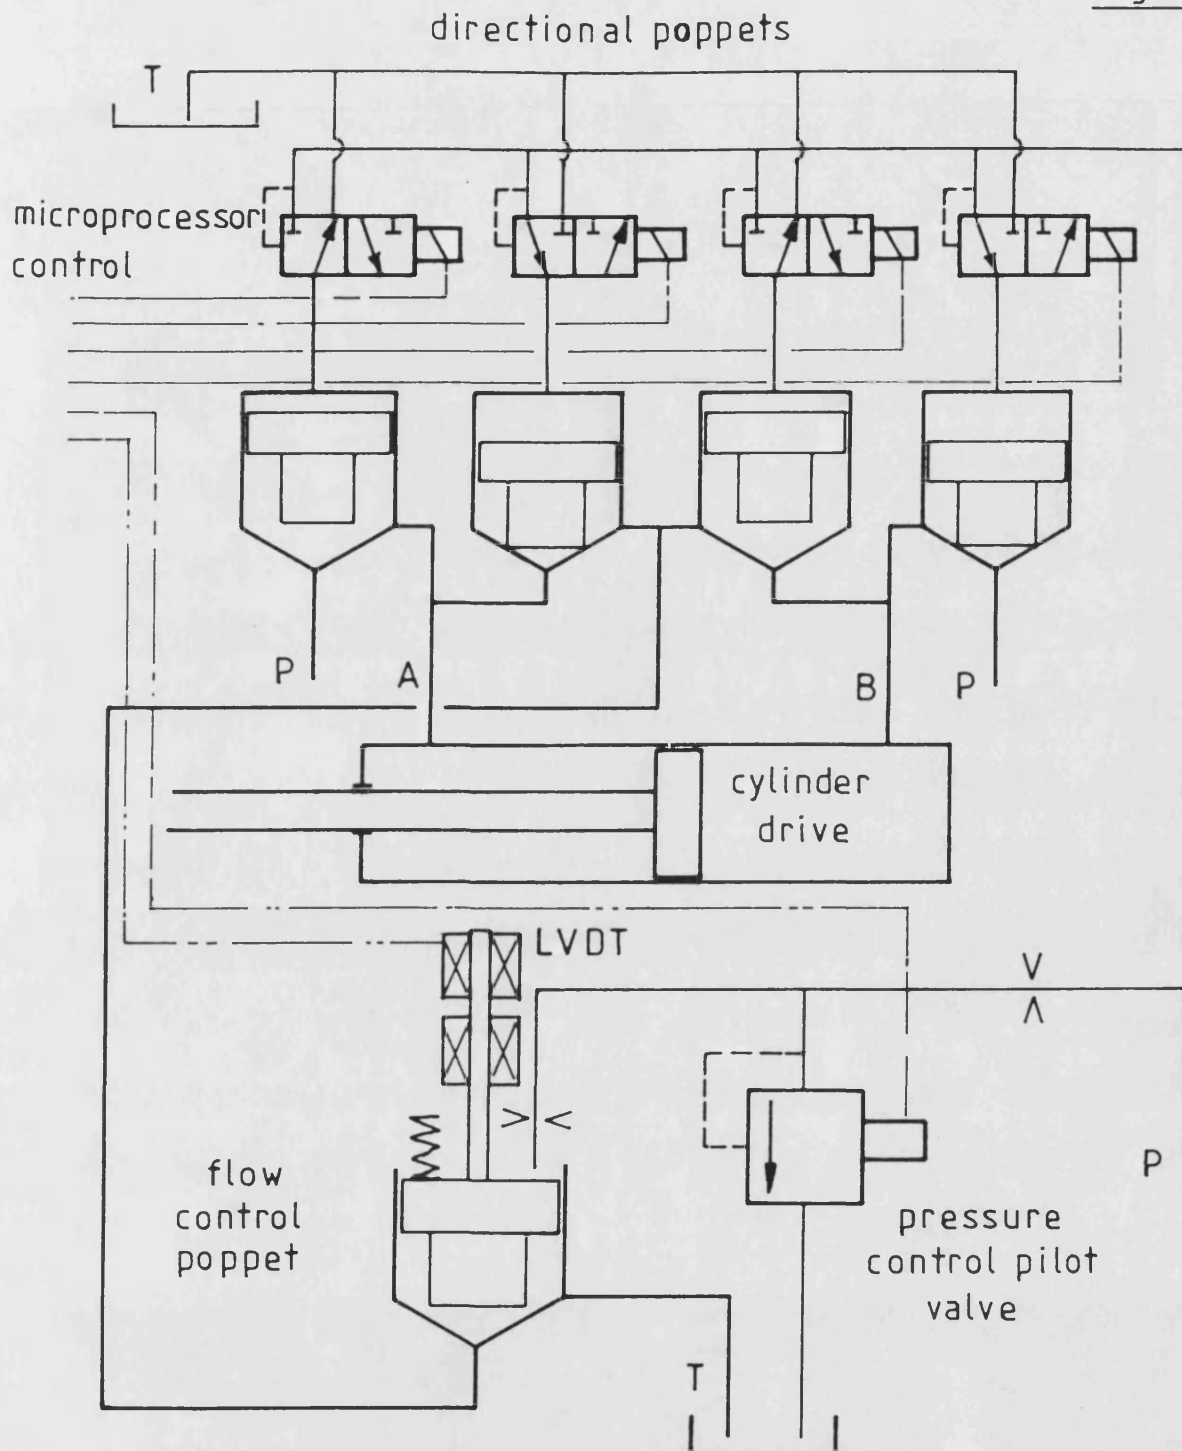 directional poppets
T
microprocessor
control
P
A
B
P
cylinder
drive
LVDT
V
Λ
> <
flow
control
poppet
P
pressure
control pilot
valve
T